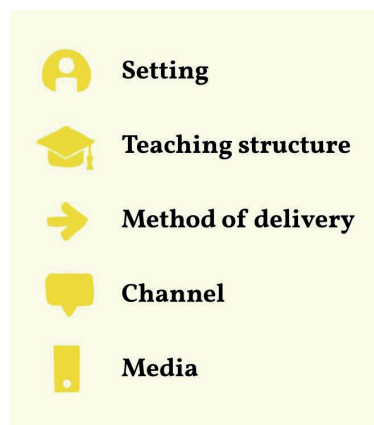 Setting
Teaching structure
Method of delivery
Channel
Media